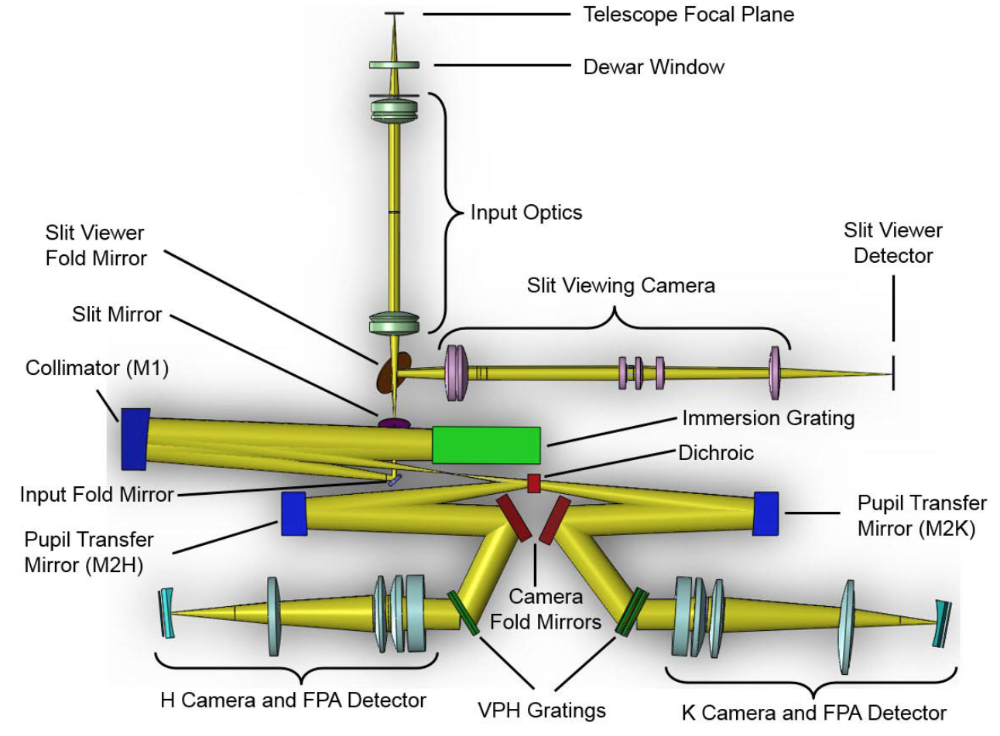 Telescope Focal Plane
Dewar Window
Input Optics
Slit Viewer
Fold Mirror
Slit Viewer
Detector
Slit Viewing Camera
Slit Mirror
Collimator (M1)
Immersion Grating
Dichroic
Input Fold Mirror
Pupil Transfer
Mirror (M2K)
Pupil Transfer
Mirror (M2H)
Camera
Fold Mirrors
H Camera and FPA Detector
VPH Gratings
K Camera and FPA Detector